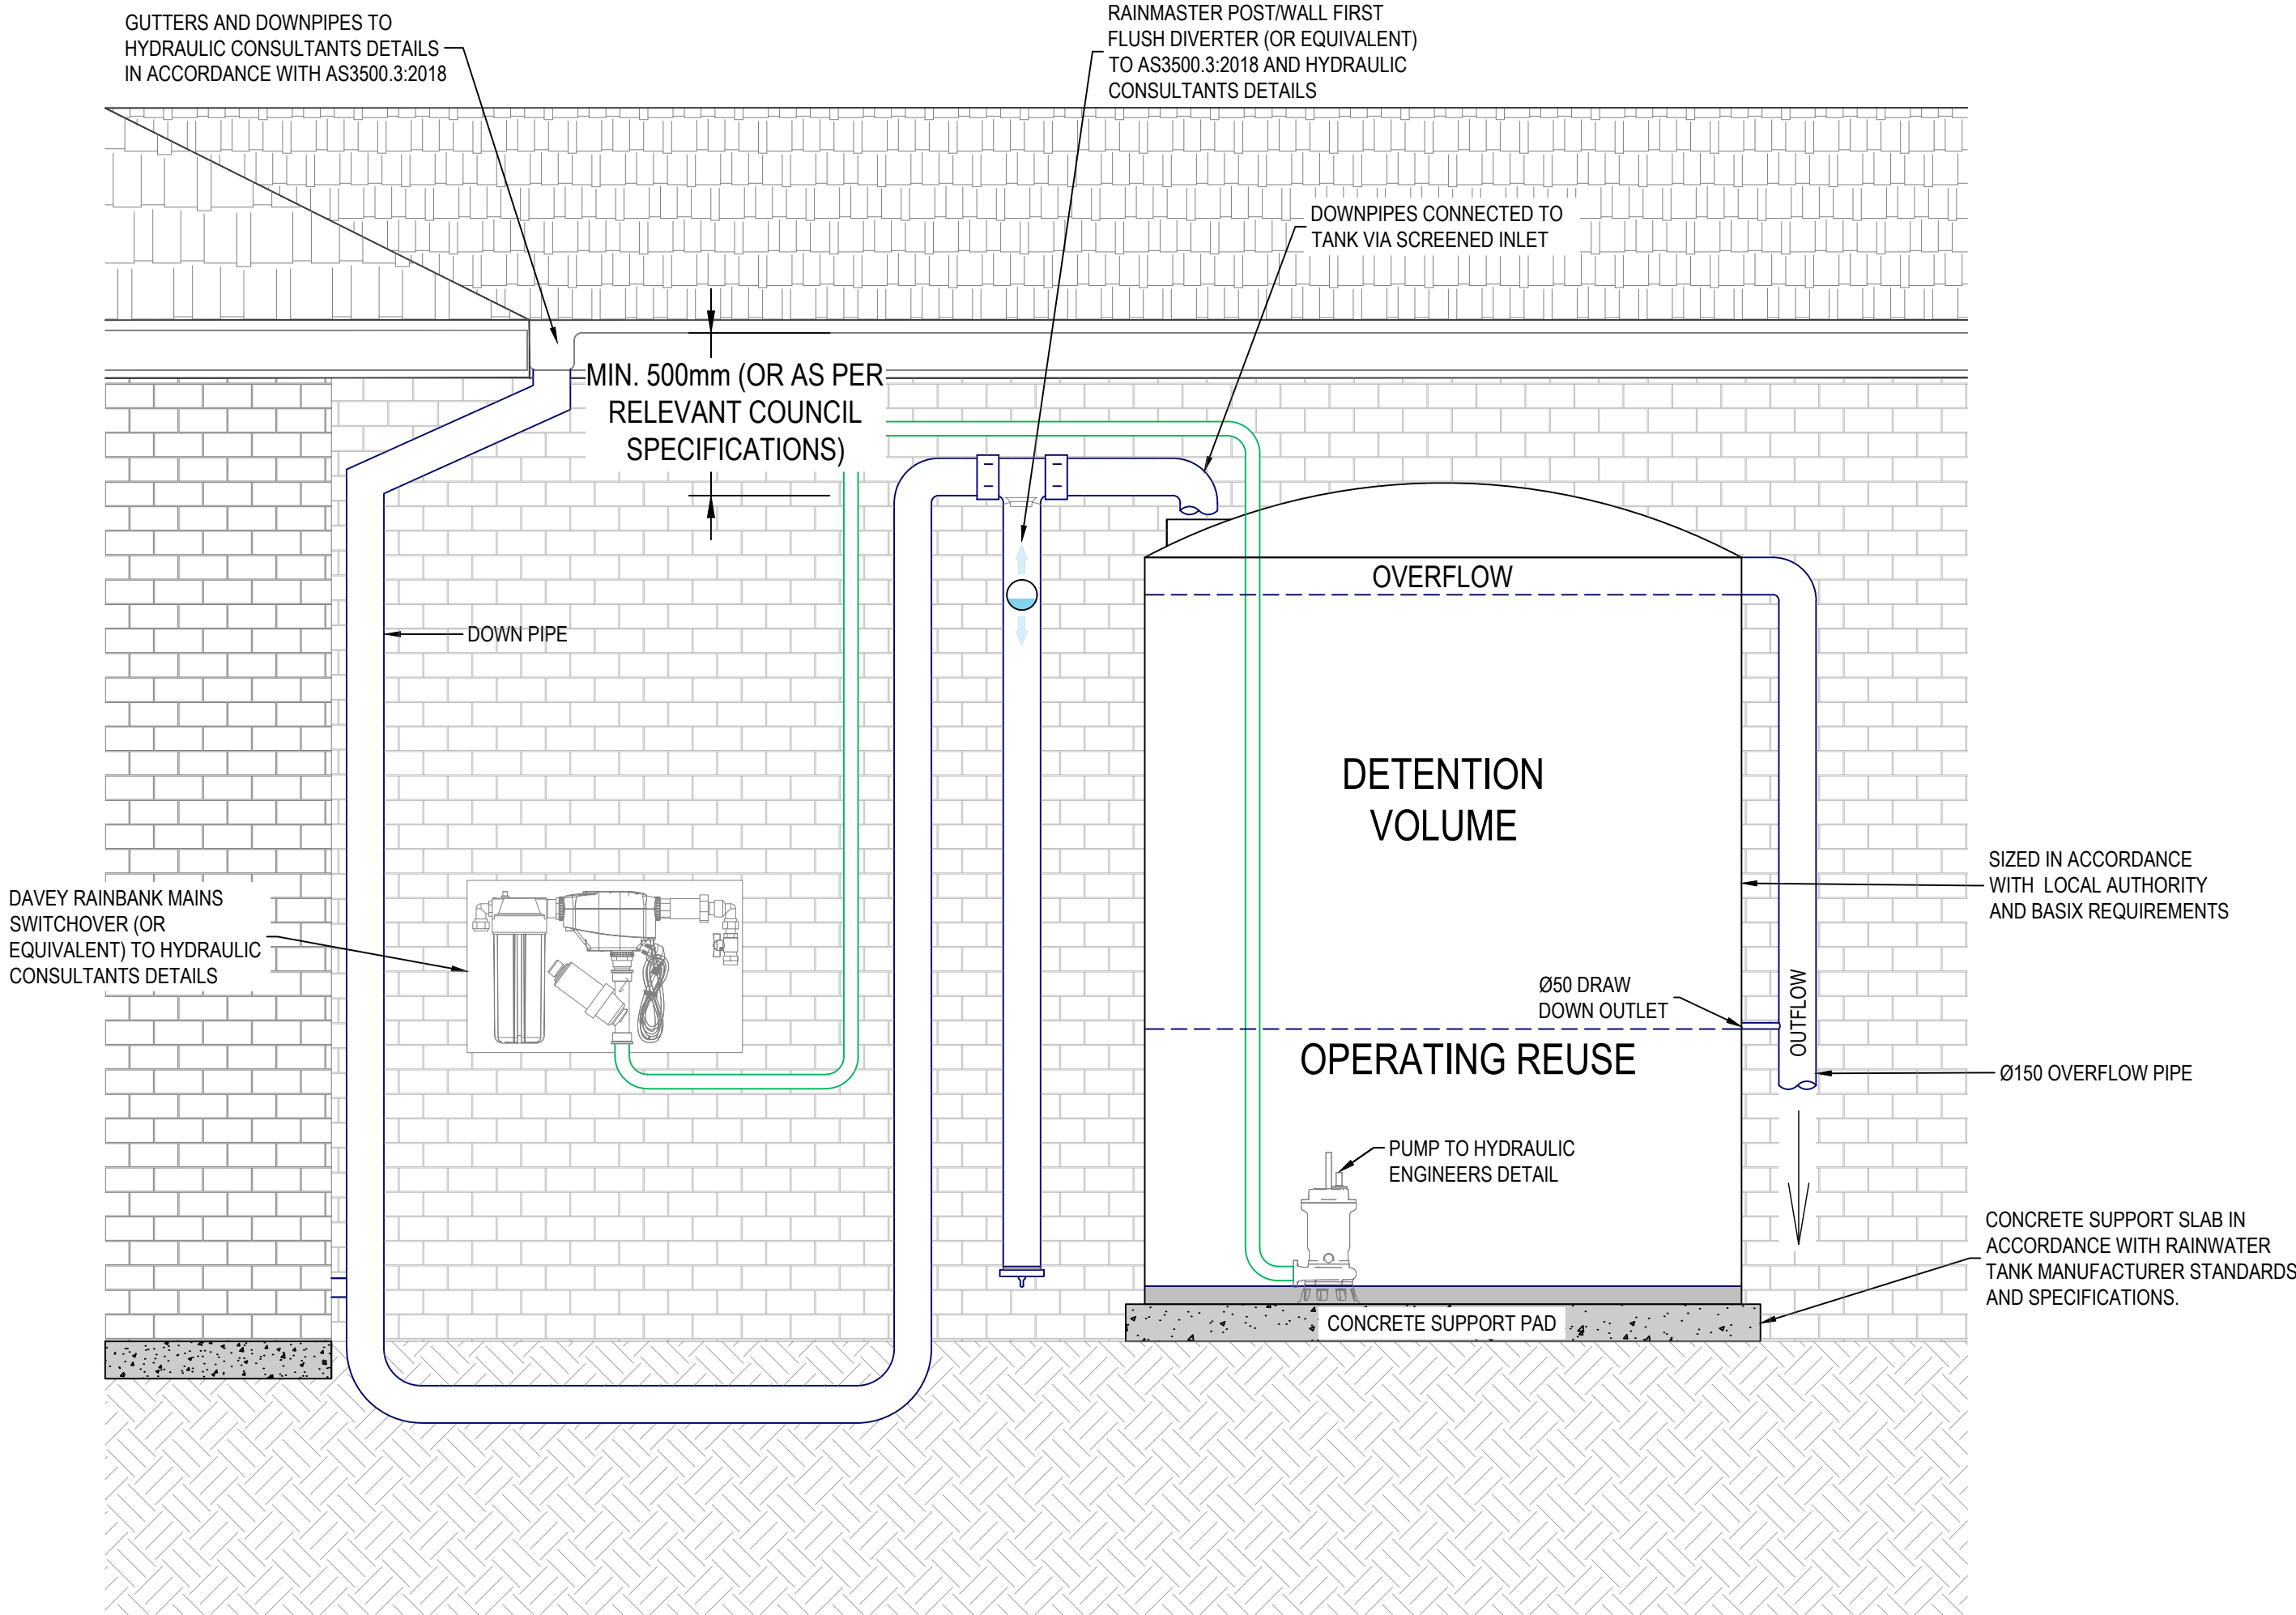 GUTTERS AND DOWNPIPES TO
HYDRAULIC CONSULTANTS DETAILS
IN ACCORDANCE WITH AS3500.3:2018
RAINMASTER POST/WALL FIRST
FLUSH DIVERTER (OR EQUIVALENT)
TO AS3500.3:2018 AND HYDRAULIC
CONSULTANTS DETAILS
DOWNPIPES CONNECTED TO
TANK VIA SCREENED INLET
MIN. 500mm (OR AS PER
RELEVANT COUNCIL
SPECIFICATIONS)
OVERFLOW
DOWN PIPE
DETENTION
VOLUME
SIZED IN ACCORDANCE
WITH LOCAL AUTHORITY
AND BASIX REQUIREMENTS
DAVEY RAINBANK MAINS
SWITCHOVER (OR
EQUIVALENT) TO HYDRAULIC
CONSULTANTS DETAILS
Ø50 DRAW
DOWN OUTLET
OUTFLOW
OPERATING REUSE
Ø150 OVERFLOW PIPE
PUMP TO HYDRAULIC
ENGINEERS DETAIL
CONCRETE SUPPORT SLAB IN
ACCORDANCE WITH RAINWATER
TANK MANUFACTURER STANDARDS
AND SPECIFICATIONS.
CONCRETE SUPPORT PAD